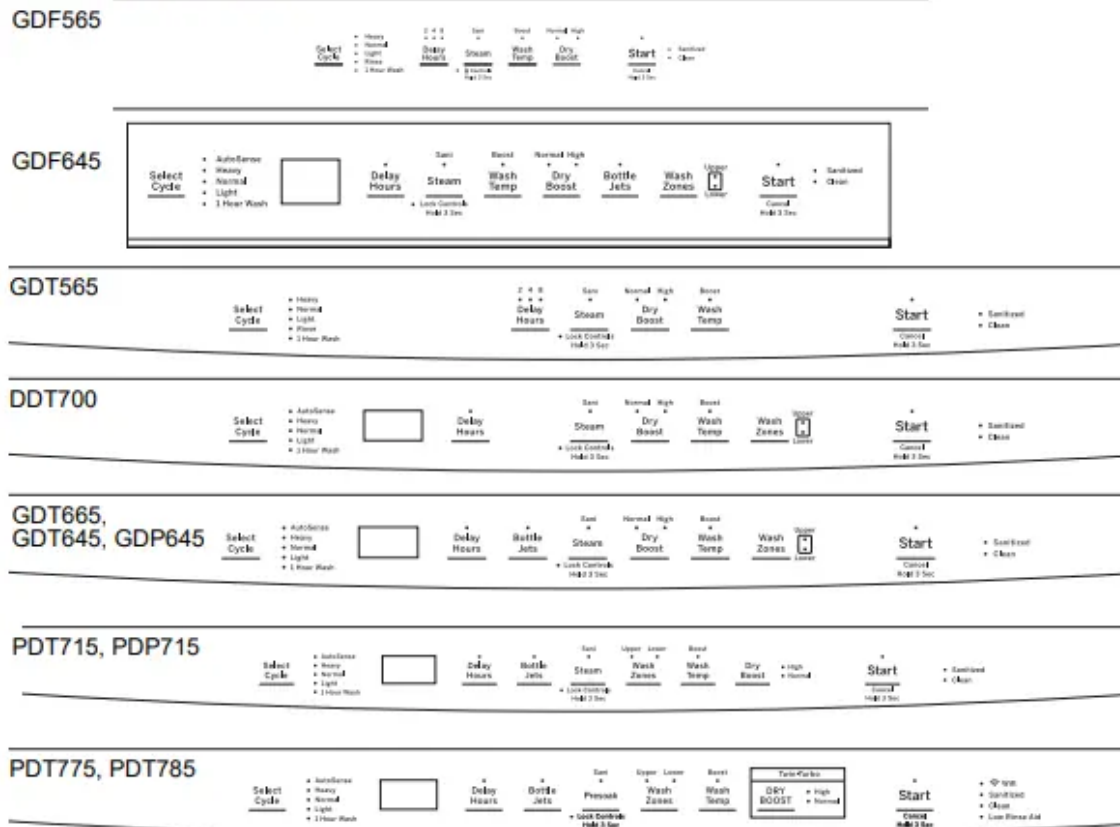 GDF565
Select Cycle
Heavy
Normal
Light
Rinse
1 Hour Wash
2 4 8
Delay Hours
Sani
Steam
Lock Controls
Hold 3 Sec
Boost
Wash Temp
Normal High
Dry Boost
Start
Cancel
Hold 3 Sec
Sanitized
Clean
GDF645
Select Cycle
AutoSense
Heavy
Normal
Light
1 Hour Wash
Delay Hours
Sani
Steam
Lock Controls
Hold 3 Sec
Boost
Wash Temp
Normal High
Dry Boost
Bottle Jets
Wash Zones
Upper
Lower
Start
Cancel
Hold 3 Sec
Sanitized
Clean
GDT565
Select Cycle
Heavy
Normal
Light
Rinse
1 Hour Wash
2 4 8
Delay Hours
Sani
Steam
Lock Controls
Hold 3 Sec
Normal High
Dry Boost
Boost
Wash Temp
Start
Cancel
Hold 3 Sec
Sanitized
Clean
DDT700
Select Cycle
AutoSense
Heavy
Normal
Light
1 Hour Wash
Delay Hours
Sani
Steam
Lock Controls
Hold 3 Sec
Normal High
Dry Boost
Boost
Wash Temp
Wash Zones
Upper
Lower
Start
Cancel
Hold 3 Sec
Sanitized
Clean
GDT665,
GDT645, GDP645
Select Cycle
AutoSense
Heavy
Normal
Light
1 Hour Wash
Delay Hours
Bottle Jets
Sani
Steam
Lock Controls
Hold 3 Sec
Normal High
Dry Boost
Boost
Wash Temp
Wash Zones
Upper
Lower
Start
Cancel
Hold 3 Sec
Sanitized
Clean
PDT715, PDP715
Select Cycle
AutoSense
Heavy
Normal
Light
1 Hour Wash
Delay Hours
Bottle Jets
Sani
Steam
Lock Controls
Hold 3 Sec
Upper Lower
Wash Zones
Boost
Wash Temp
Dry Boost
High
Normal
Start
Cancel
Hold 3 Sec
Sanitized
Clean
PDT775, PDT785
Select Cycle
AutoSense
Heavy
Normal
Light
1 Hour Wash
Delay Hours
Bottle Jets
Sani
Presoak
Lock Controls
Hold 3 Sec
Upper Lower
Wash Zones
Boost
Wash Temp
Twin Turbo
DRY BOOST
High
Normal
Start
Cancel
Hold 3 Sec
Wifi
Sanitized
Clean
Low Rinse Aid